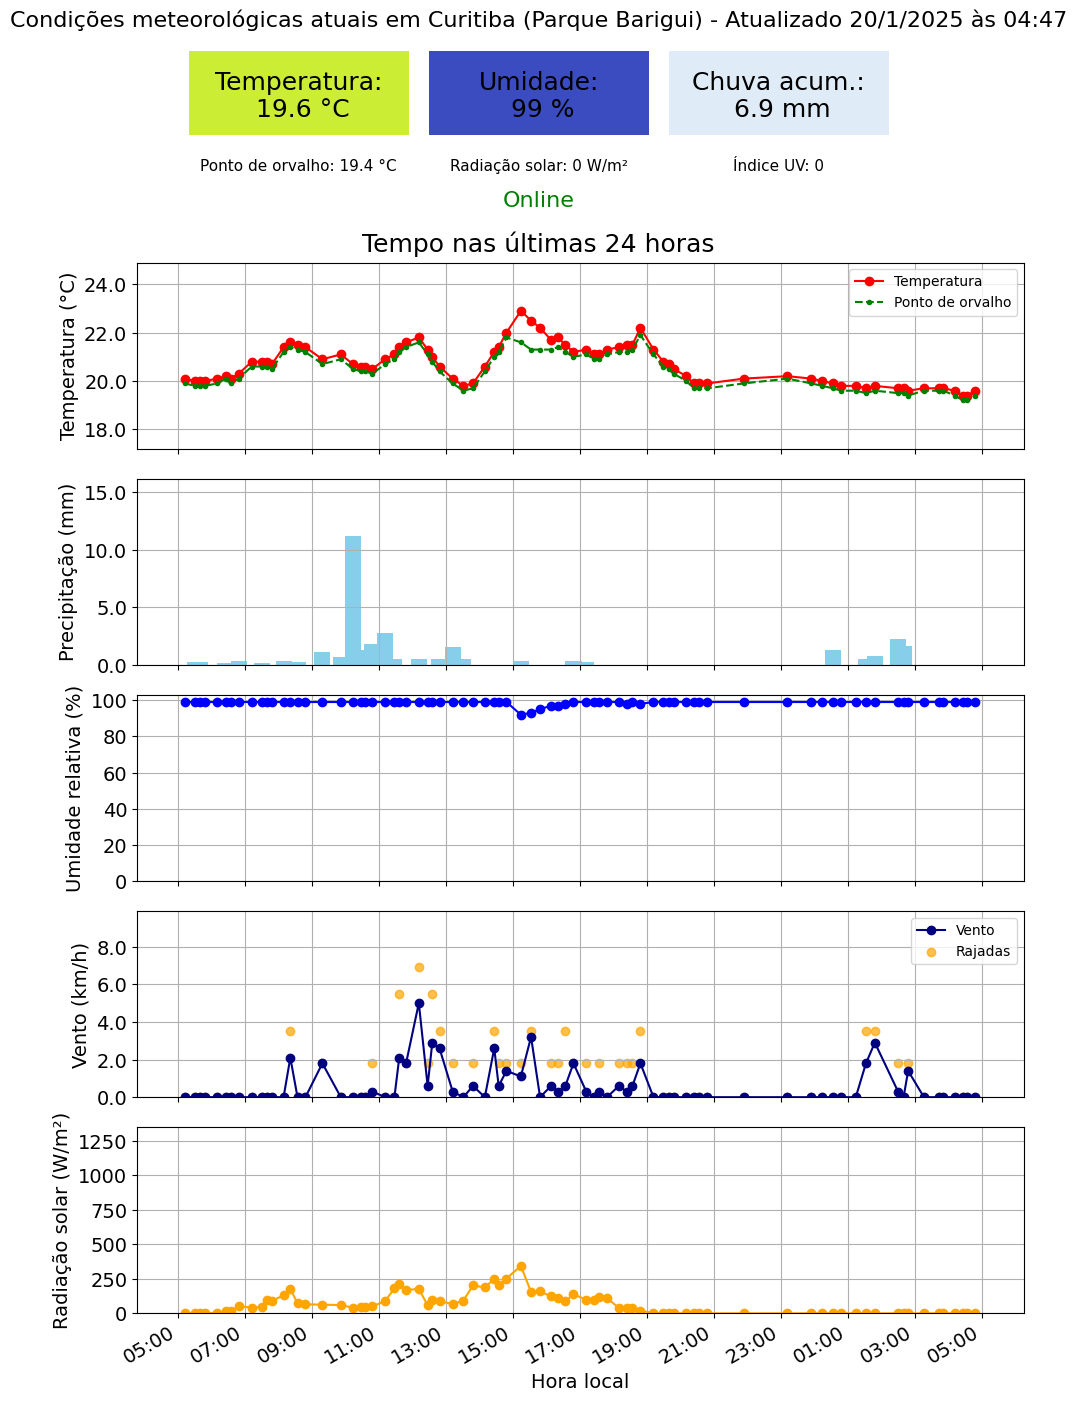 Condições meteorológicas atuais em Curitiba (Parque Barigui) - Atualizado 20/1/2025 às 04:47
Temperatura:
19.6 °C
Umidade:
99 %
Chuva acum.:
6.9 mm
Ponto de orvalho: 19.4 °C
Radiação solar: 0 W/m²
Índice UV: 0
Online
Tempo nas últimas 24 horas
Temperatura (°C)
24.0
22.0
20.0
18.0
Temperatura
Ponto de orvalho
Precipitação (mm)
15.0
10.0
5.0
0.0
Umidade relativa (%)
100
80
60
40
20
0
Vento (km/h)
8.0
6.0
4.0
2.0
0.0
Vento
Rajadas
Radiação solar (W/m²)
1250
1000
750
500
250
0
05:00
07:00
09:00
11:00
13:00
15:00
17:00
19:00
21:00
23:00
01:00
03:00
05:00
Hora local